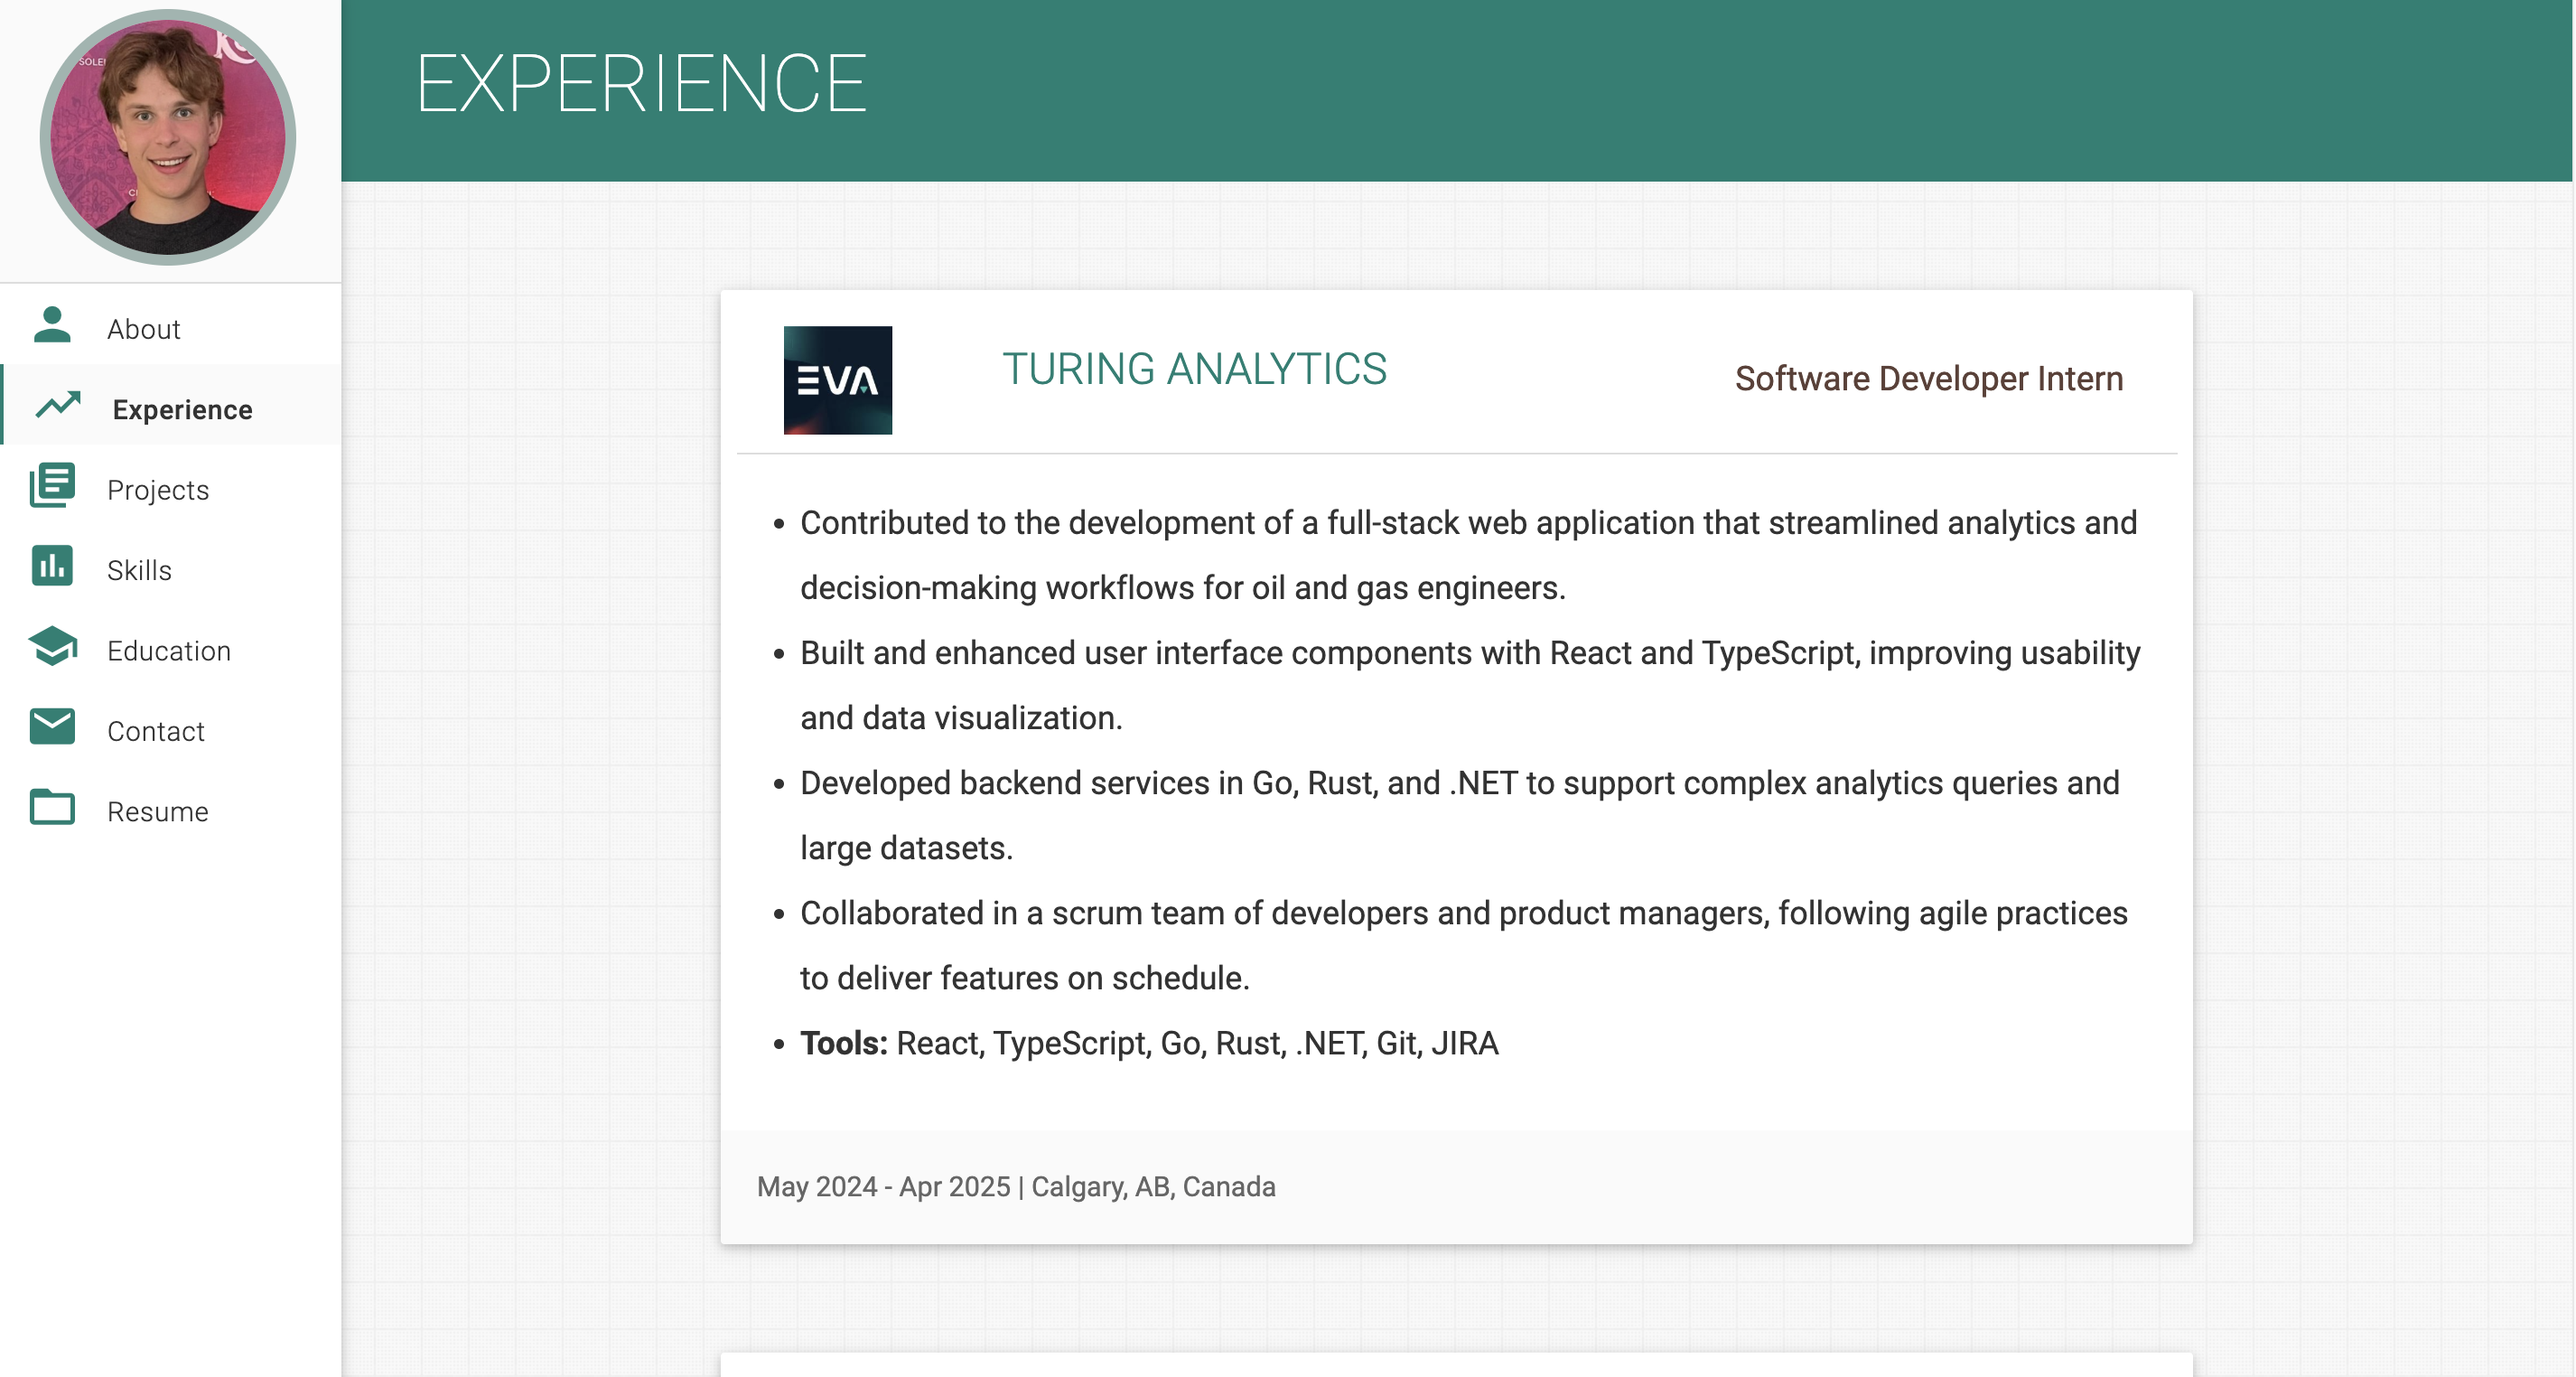 EXPERIENCE
About
Experience
Projects
Skills
Education
Contact
Resume
EVA
TURING ANALYTICS
Software Developer Intern
• Contributed to the development of a full-stack web application that streamlined analytics and
decision-making workflows for oil and gas engineers.
• Built and enhanced user interface components with React and TypeScript, improving usability
and data visualization.
• Developed backend services in Go, Rust, and .NET to support complex analytics queries and
large datasets.
• Collaborated in a scrum team of developers and product managers, following agile practices
to deliver features on schedule.
• Tools: React, TypeScript, Go, Rust, .NET, Git, JIRA
May 2024 - Apr 2025 | Calgary, AB, Canada